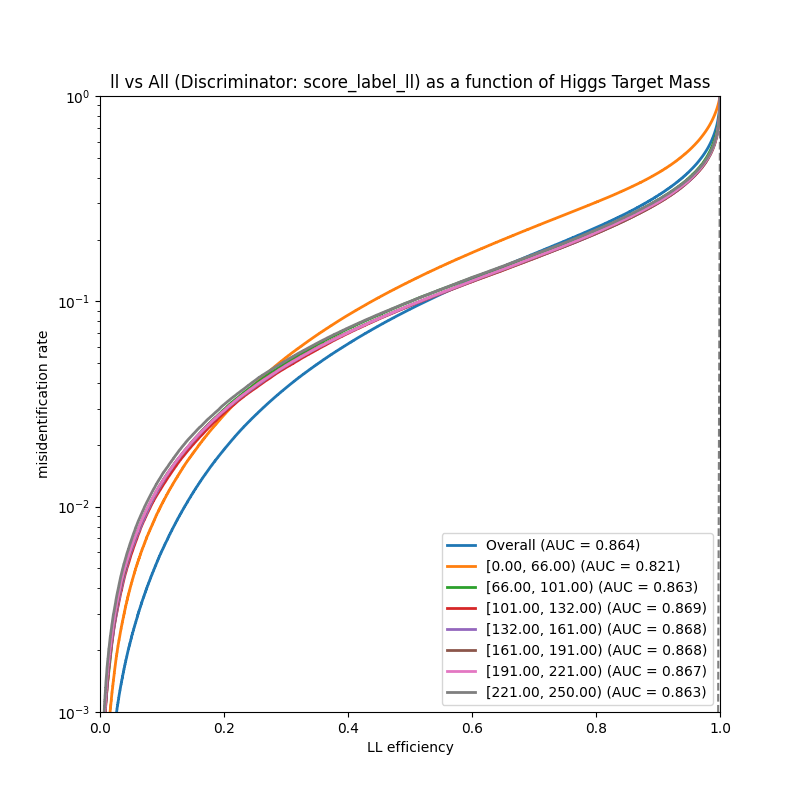 ll vs All (Discriminator: score_label_ll) as a function of Higgs Target Mass
10⁰
10⁻¹
10⁻²
10⁻³
misidentification rate
0.0 0.2 0.4 0.6 0.8 1.0
LL efficiency
Overall (AUC = 0.864)
[0.00, 66.00) (AUC = 0.821)
[66.00, 101.00) (AUC = 0.863)
[101.00, 132.00) (AUC = 0.869)
[132.00, 161.00) (AUC = 0.868)
[161.00, 191.00) (AUC = 0.868)
[191.00, 221.00) (AUC = 0.867)
[221.00, 250.00) (AUC = 0.863)